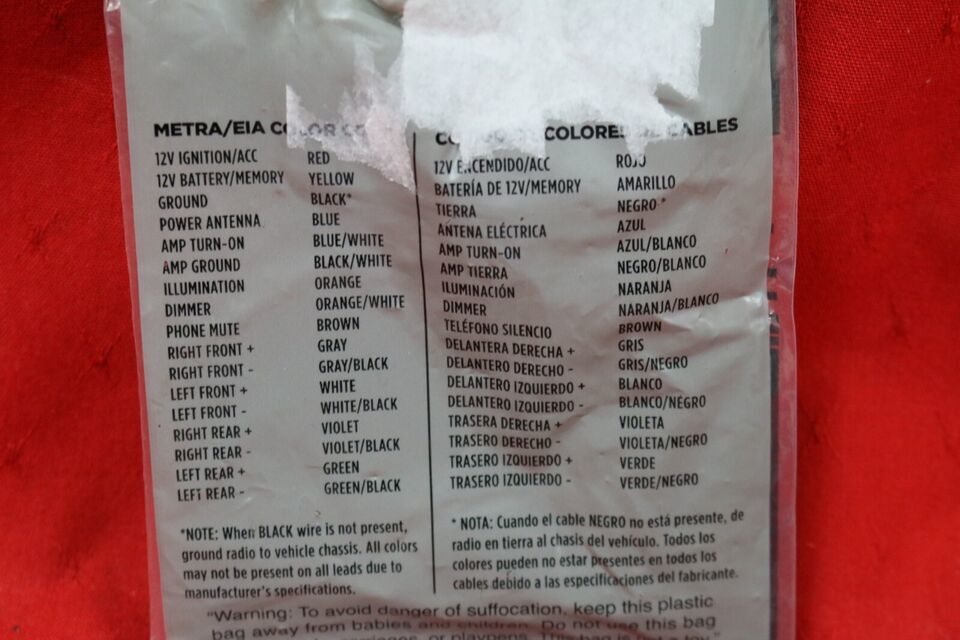 METRA/EIA COLOR
12V IGNITION/ACC RED
12V BATTERY/MEMORY YELLOW
GROUND BLACK*
POWER ANTENNA BLUE
AMP TURN-ON BLUE/WHITE
AMP GROUND BLACK/WHITE
ILLUMINATION ORANGE
DIMMER ORANGE/WHITE
PHONE MUTE BROWN
RIGHT FRONT + GRAY
RIGHT FRONT - GRAY/BLACK
LEFT FRONT + WHITE
LEFT FRONT - WHITE/BLACK
RIGHT REAR + VIOLET
RIGHT REAR - VIOLET/BLACK
LEFT REAR + GREEN
LEFT REAR - GREEN/BLACK
*NOTE: When BLACK wire is not present,
ground radio to vehicle chassis. All colors
may not be present on all leads due to
manufacturer's specifications.
COLORES DE CABLES
12V ENCENDIDO/ACC ROJO
BATERÍA DE 12V/MEMORY AMARILLO
TIERRA NEGRO *
ANTENA ELÉCTRICA AZUL
AMP TURN-ON AZUL/BLANCO
AMP TIERRA NEGRO/BLANCO
ILUMINACIÓN NARANJA
DIMMER NARANJA/BLANCO
TELÉFONO SILENCIO BROWN
DELANTERA DERECHA + GRIS
DELANTERO DERECHO - GRIS/NEGRO
DELANTERO IZQUIERDO + BLANCO
DELANTERO IZQUIERDO - BLANCO/NEGRO
TRASERA DERECHA + VIOLETA
TRASERO DERECHO - VIOLETA/NEGRO
TRASERO IZQUIERDO + VERDE
TRASERO IZQUIERDO - VERDE/NEGRO
* NOTA: Cuando el cable NEGRO no está presente, de
radio en tierra al chasis del vehículo. Todos los
colores pueden no estar presentes en todos los
cables debido a las especificaciones del fabricante.
"Warning: To avoid danger of suffocation, keep this plastic
bag away from babies and children. Do not use this bag
carriages, or playpens. This bag is not a toy."